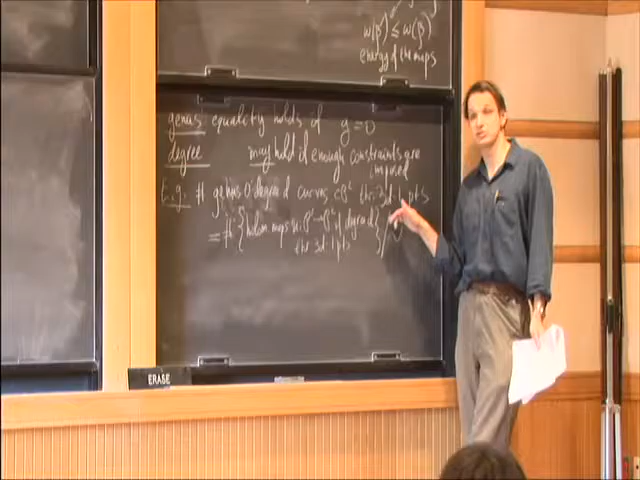 w(β') ≤ w(β)
energy of the maps
genus equality holds if g = 0
degree may hold if enough constraints are imposed
E.g. # genus 0 degree d curves ⊂ P² thr. 3d-1 pts
= # { holom maps u: P¹ → P² of degree d
thr 3d-1 pts }
ERASE